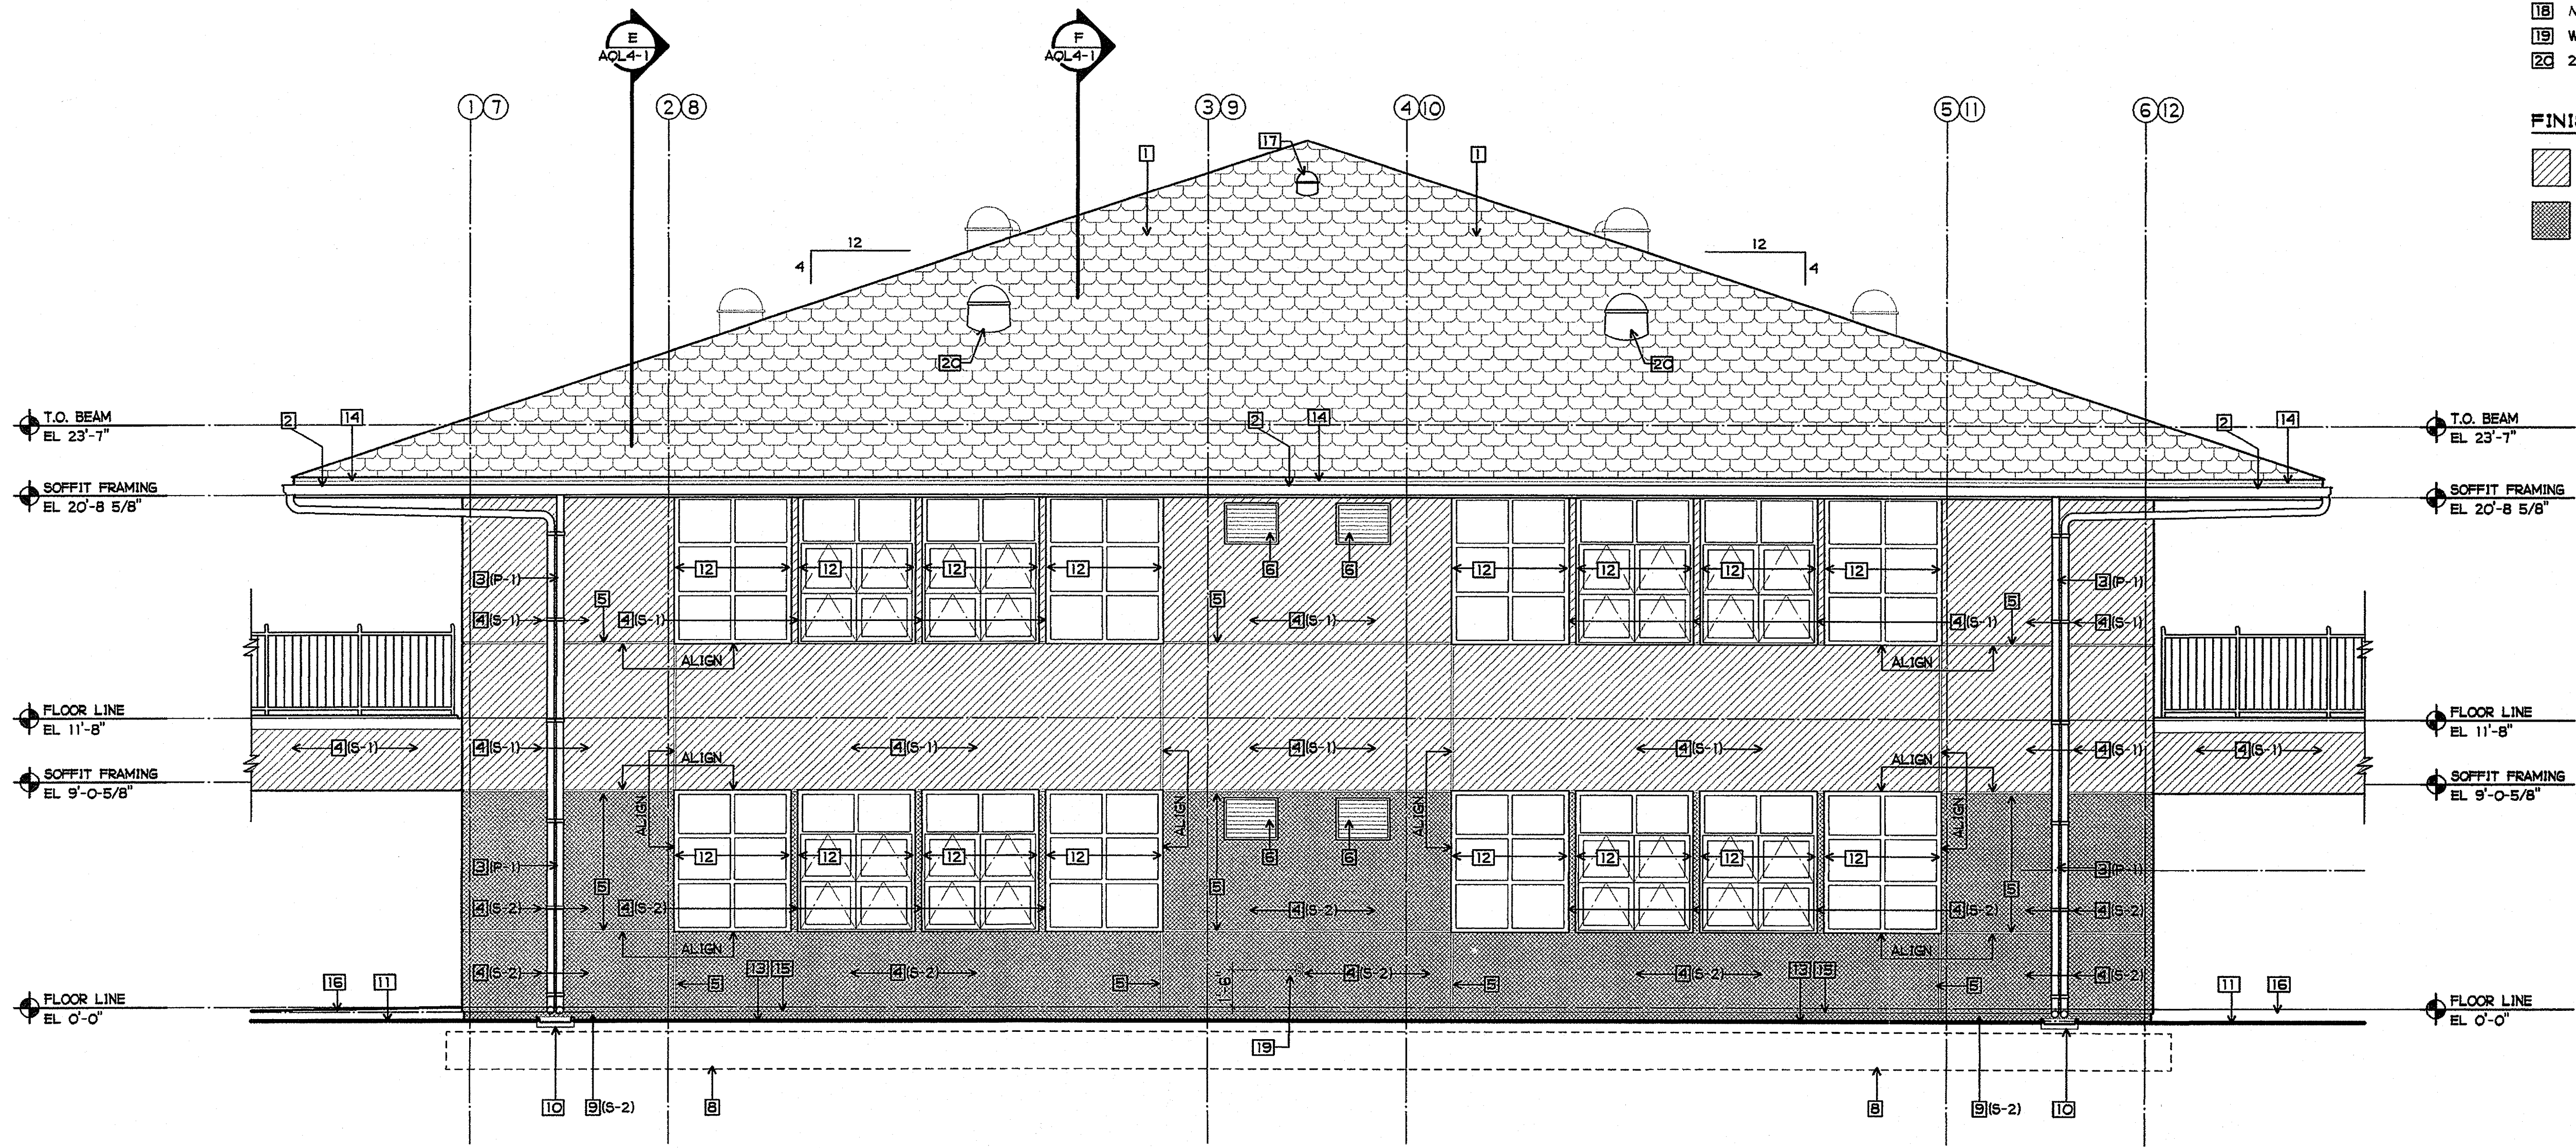 18 N
19 W
20 2
E
AQL4-1
F
AQL4-1
1 7
2 8
3 9
4 10
5 11
6 12
FINI
17
1
1
12
4
12
4
20
20
T.O. BEAM
EL 23'-7"
2
14
2
14
2
14
T.O. BEAM
EL 23'-7"
SOFFIT FRAMING
EL 20'-8 5/8"
SOFFIT FRAMING
EL 20'-8 5/8"
6
6
12
12
12
12
12
12
12
12
3 (P-1)
3 (P-1)
5
5
5
4 (S-1)
4 (S-1)
4 (S-1)
4 (S-1)
4 (S-1)
ALIGN
ALIGN
FLOOR LINE
EL 11'-8"
FLOOR LINE
EL 11'-8"
4 (S-1)
4 (S-1)
4 (S-1)
4 (S-1)
4 (S-1)
4 (S-1)
4 (S-1)
ALIGN
ALIGN
SOFFIT FRAMING
EL 9'-0-5/8"
SOFFIT FRAMING
EL 9'-0-5/8"
ALIGN
ALIGN
ALIGN
ALIGN
6
6
12
12
12
12
12
12
12
12
3 (P-1)
3 (P-1)
5
5
5
4 (S-2)
4 (S-2)
4 (S-2)
4 (S-2)
4 (S-2)
ALIGN
ALIGN
4 (S-2)
13
15
4 (S-2)
4 (S-2)
4 (S-2)
13
15
4 (S-2)
16
11
5
5
1'-6"
5
5
11
16
FLOOR LINE
EL 0'-0"
FLOOR LINE
EL 0'-0"
19
10
9 (S-2)
8
8
9 (S-2)
10